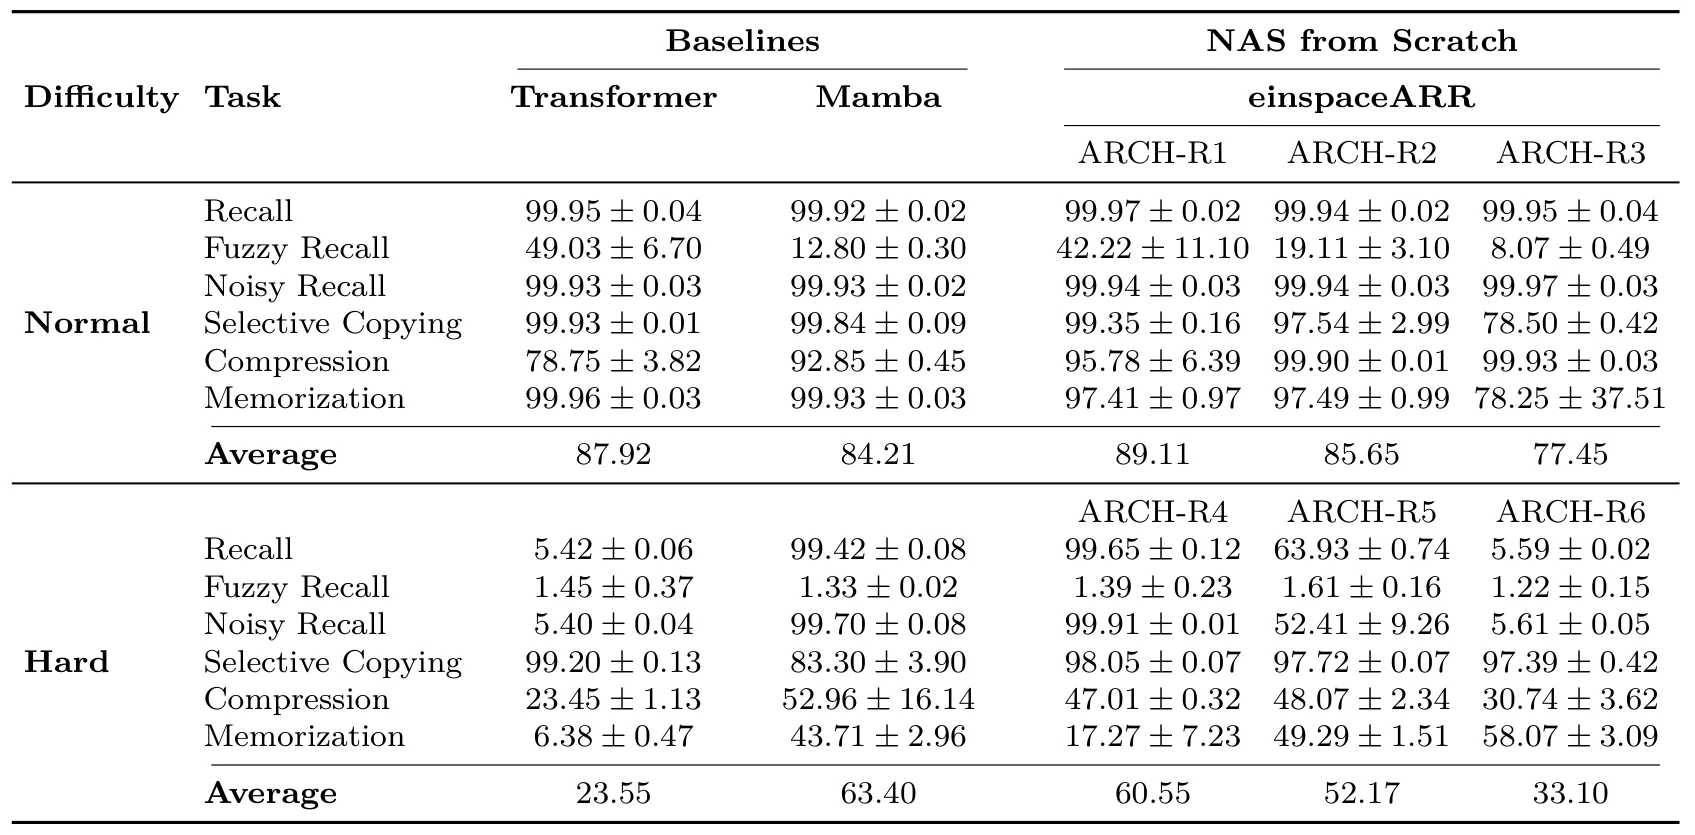 Baselines NAS from Scratch
Difficulty Task Transformer Mamba einspaceARR
ARCH-R1 ARCH-R2 ARCH-R3
Recall 99.95 ± 0.04 99.92 ± 0.02 99.97 ± 0.02 99.94 ± 0.02 99.95 ± 0.04
Fuzzy Recall 49.03 ± 6.70 12.80 ± 0.30 42.22 ± 11.10 19.11 ± 3.10 8.07 ± 0.49
Noisy Recall 99.93 ± 0.03 99.93 ± 0.02 99.94 ± 0.03 99.94 ± 0.03 99.97 ± 0.03
Normal Selective Copying 99.93 ± 0.01 99.84 ± 0.09 99.35 ± 0.16 97.54 ± 2.99 78.50 ± 0.42
Compression 78.75 ± 3.82 92.85 ± 0.45 95.78 ± 6.39 99.90 ± 0.01 99.93 ± 0.03
Memorization 99.96 ± 0.03 99.93 ± 0.03 97.41 ± 0.97 97.49 ± 0.99 78.25 ± 37.51
Average 87.92 84.21 89.11 85.65 77.45
ARCH-R4 ARCH-R5 ARCH-R6
Recall 5.42 ± 0.06 99.42 ± 0.08 99.65 ± 0.12 63.93 ± 0.74 5.59 ± 0.02
Fuzzy Recall 1.45 ± 0.37 1.33 ± 0.02 1.39 ± 0.23 1.61 ± 0.16 1.22 ± 0.15
Noisy Recall 5.40 ± 0.04 99.70 ± 0.08 99.91 ± 0.01 52.41 ± 9.26 5.61 ± 0.05
Hard Selective Copying 99.20 ± 0.13 83.30 ± 3.90 98.05 ± 0.07 97.72 ± 0.07 97.39 ± 0.42
Compression 23.45 ± 1.13 52.96 ± 16.14 47.01 ± 0.32 48.07 ± 2.34 30.74 ± 3.62
Memorization 6.38 ± 0.47 43.71 ± 2.96 17.27 ± 7.23 49.29 ± 1.51 58.07 ± 3.09
Average 23.55 63.40 60.55 52.17 33.10